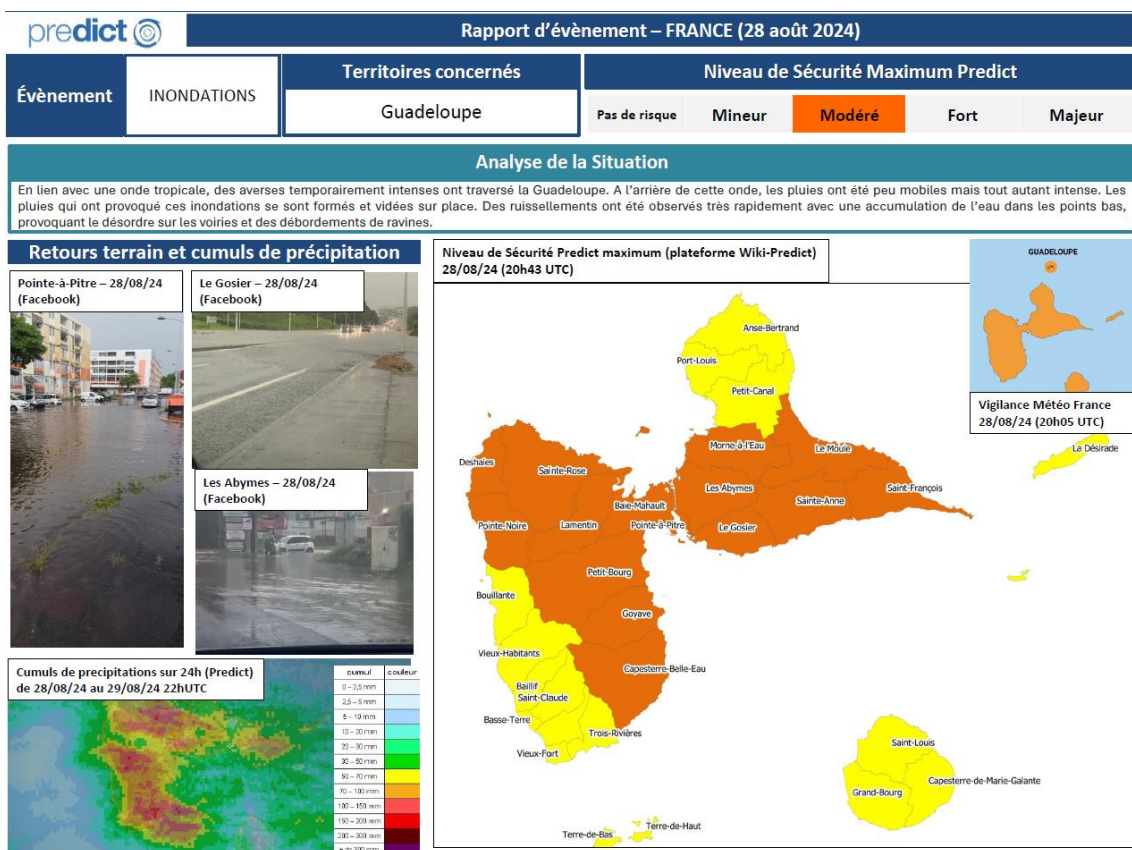 predict
Rapport d'évènement – FRANCE (28 août 2024)
Évènement
INONDATIONS
Territoires concernés
Guadeloupe
Niveau de Sécurité Maximum Predict
Pas de risque
Mineur
Modéré
Fort
Majeur
Analyse de la Situation
En lien avec une onde tropicale, des averses temporairement intenses ont traversé la Guadeloupe. A l'arrière de cette onde, les pluies ont été peu mobiles mais tout autant intense. Les
pluies qui ont provoqué ces inondations se sont formés et vidées sur place. Des ruissellements ont été observés très rapidement avec une accumulation de l'eau dans les points bas,
provoquant le désordre sur les voiries et des débordements de ravines.
Retours terrain et cumuls de précipitation
Pointe-à-Pitre – 28/08/24
(Facebook)
Le Gosier – 28/08/24
(Facebook)
Les Abymes – 28/08/24
(Facebook)
Cumuls de precipitations sur 24h (Predict)
de 28/08/24 au 29/08/24 22hUTC
cumul couleur
0 – 2,5 mm
2,5 – 5 mm
5 – 10 mm
10 – 20 mm
20 – 30 mm
30 – 50 mm
50 – 70 mm
70 – 100 mm
100 – 150 mm
150 – 200 mm
200 – 300 mm
Niveau de Sécurité Predict maximum (plateforme Wiki-Predict)
28/08/24 (20h43 UTC)
GUADELOUPE
Vigilance Météo France
28/08/24 (20h05 UTC)
Anse-Bertrand
Port-Louis
Petit-Canal
Morne-à-l'Eau
Le Moule
La Désirade
Deshaies
Sainte-Rose
Les Abymes
Saint-François
Sainte-Anne
Baie-Mahault
Pointe-Noire
Lamentin
Pointe-à-Pitre
Le Gosier
Petit-Bourg
Bouillante
Goyave
Vieux-Habitants
Capesterre-Belle-Eau
Baillif
Saint-Claude
Basse-Terre
Trois-Rivières
Vieux-Fort
Saint-Louis
Capesterre-de-Marie-Galante
Grand-Bourg
Terre-de-Haut
Terre-de-Bas